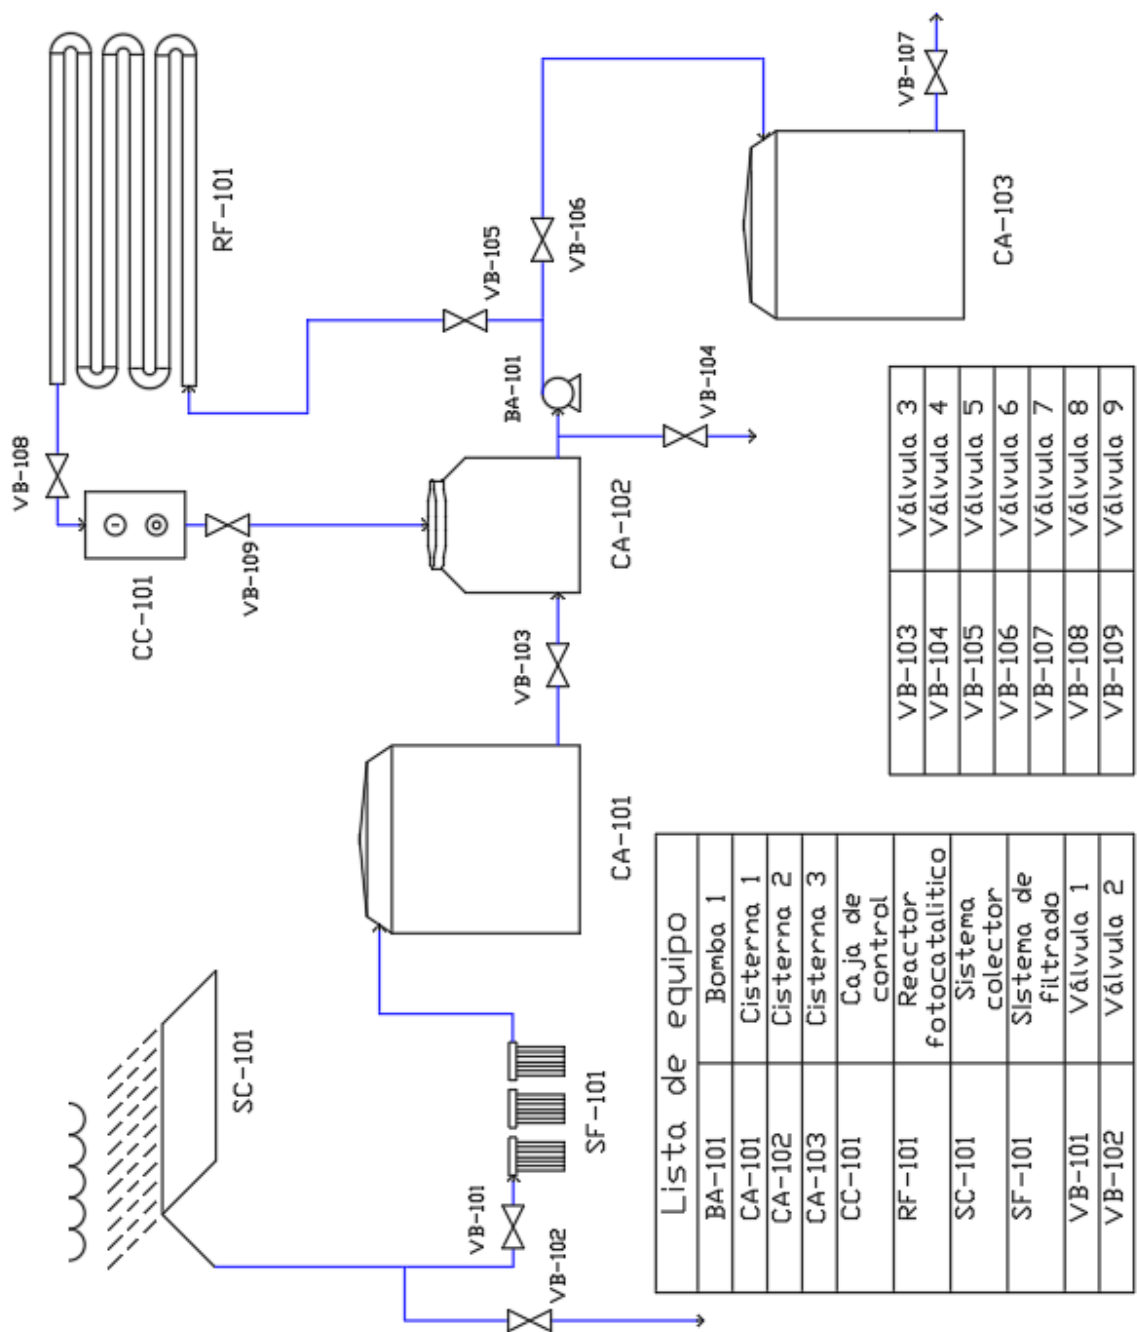 SC-101
VB-101
VB-102
SF-101
CA-101
VB-103
CA-102
VB-104
BA-101
VB-105
VB-106
CA-103
VB-107
RF-101
VB-108
CC-101
VB-109
Lista de equipo
BA-101 Bomba 1
CA-101 Cisterna 1
CA-102 Cisterna 2
CA-103 Cisterna 3
CC-101 Caja de
control
RF-101 Reactor
fotocatalitico
SC-101 Sistema
colector
SF-101 SIstema de
filtrado
VB-101 Válvula 1
VB-102 Válvula 2
VB-103 Válvula 3
VB-104 Válvula 4
VB-105 Válvula 5
VB-106 Válvula 6
VB-107 Válvula 7
VB-108 Válvula 8
VB-109 Válvula 9